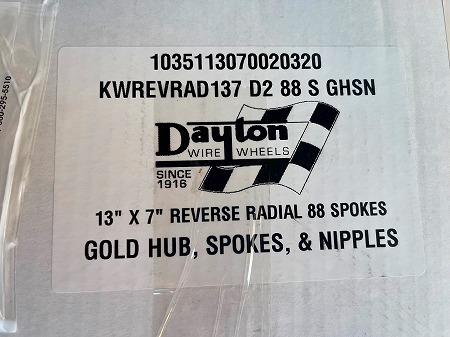 1035113070020320
KWREVRAD137 D2 88 S GHSN
Dayton
WIRE WHEELS
SINCE
1916
13" X 7" REVERSE RADIAL 88 SPOKES
GOLD HUB, SPOKES, & NIPPLES